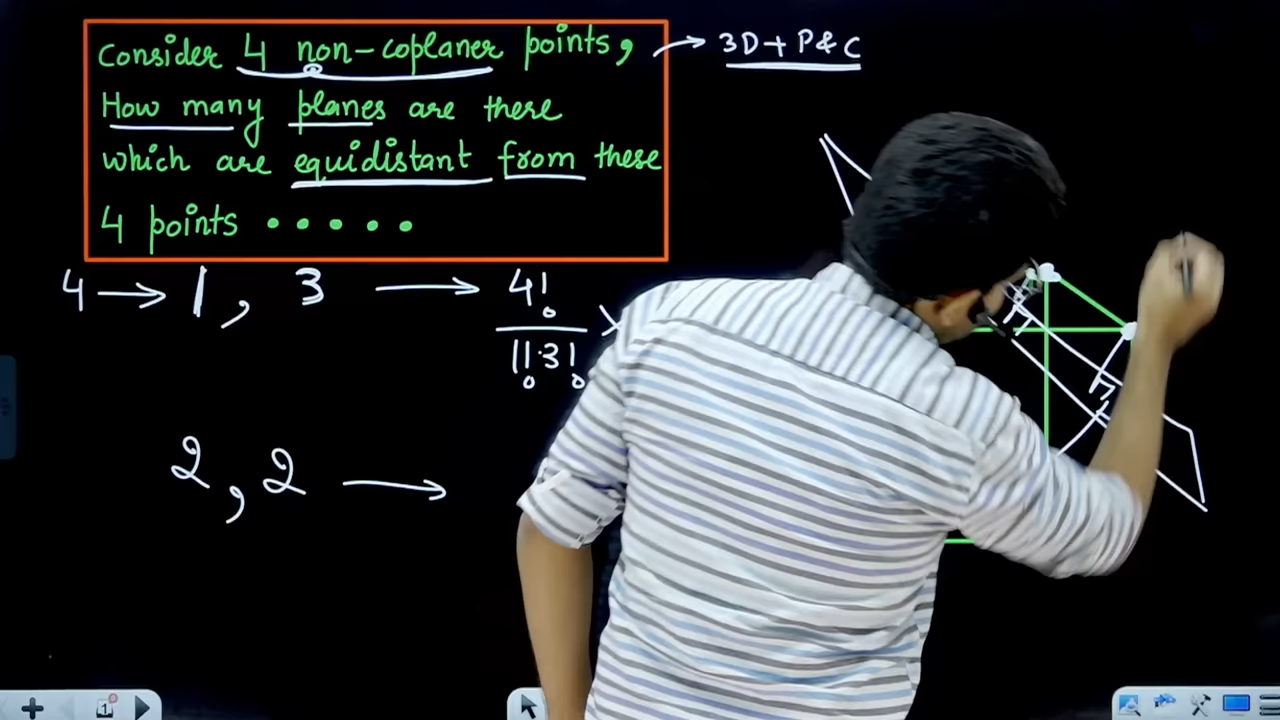 Consider 4 non-coplaner points,
→ 3D + P & C
How many planes are there
which are equidistant from these
4 points • • • • •
4 → 1, 3 → 4! / 1!·3! ×
2, 2 →
1